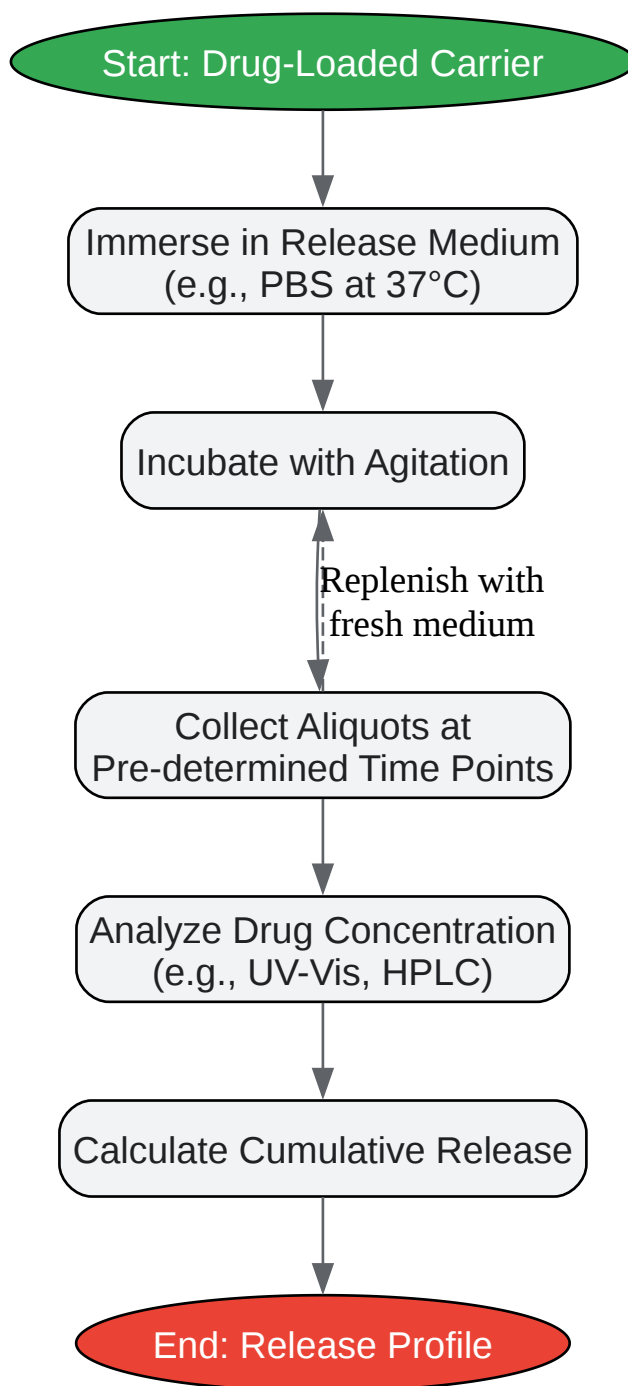 Start: Drug-Loaded Carrier
Immerse in Release Medium
(e.g., PBS at 37°C)
Incubate with Agitation
Replenish with
fresh medium
Collect Aliquots at
Pre-determined Time Points
Analyze Drug Concentration
(e.g., UV-Vis, HPLC)
Calculate Cumulative Release
End: Release Profile